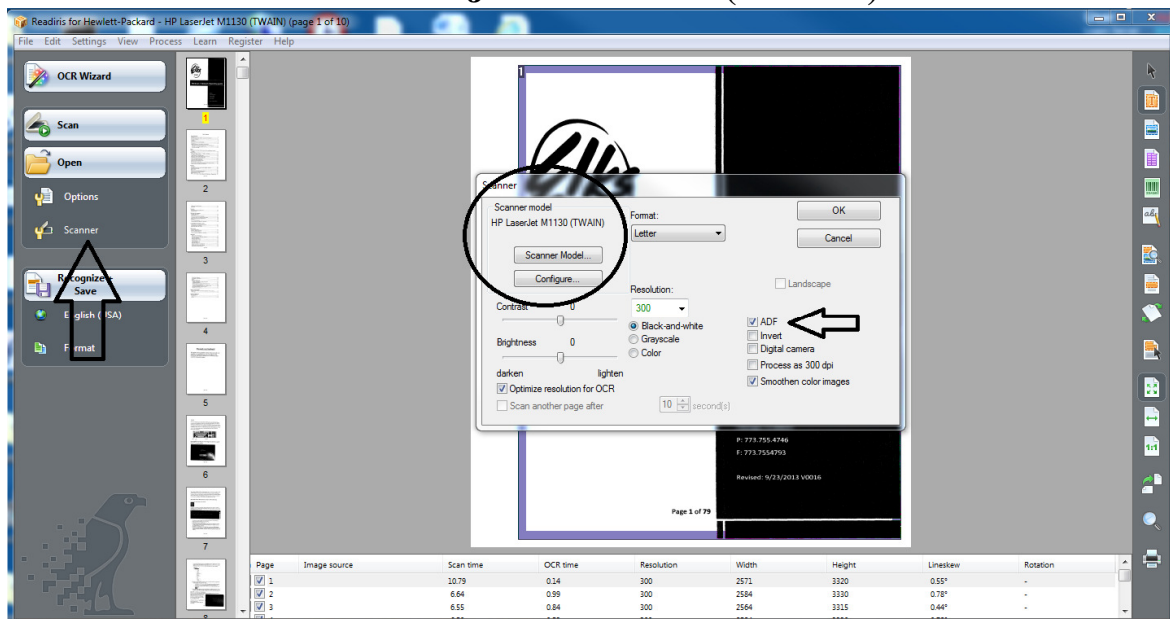 Readiris for Hewlett-Packard - HP LaserJet M1130 (TWAIN) (page 1 of 10)
File Edit Settings View Process Learn Register Help
OCR Wizard
Scan
Open
Options
Scanner
Recognize +
Save
English (USA)
Format
1
2
3
4
5
6
7
1
Elks
Scanner
Scanner model
HP LaserJet M1130 (TWAIN)
Scanner Model...
Configure...
Format:
Letter
OK
Cancel
Landscape
Resolution:
300
Contrast 0
Black-and-white
Grayscale
Color
Brightness 0
darken lighten
ADF
Invert
Digital camera
Process as 300 dpi
Smoothen color images
Optimize resolution for OCR
Scan another page after 10 second(s)
P: 773.755.4746
F: 773.7554793
Revised: 9/23/2013 V0016
Page 1 of 79
Page Image source Scan time OCR time Resolution Width Height Lineskew Rotation
1 10.79 0.14 300 2571 3320 0.55° -
2 6.64 0.99 300 2584 3330 0.78° -
3 6.55 0.84 300 2564 3315 0.44° -